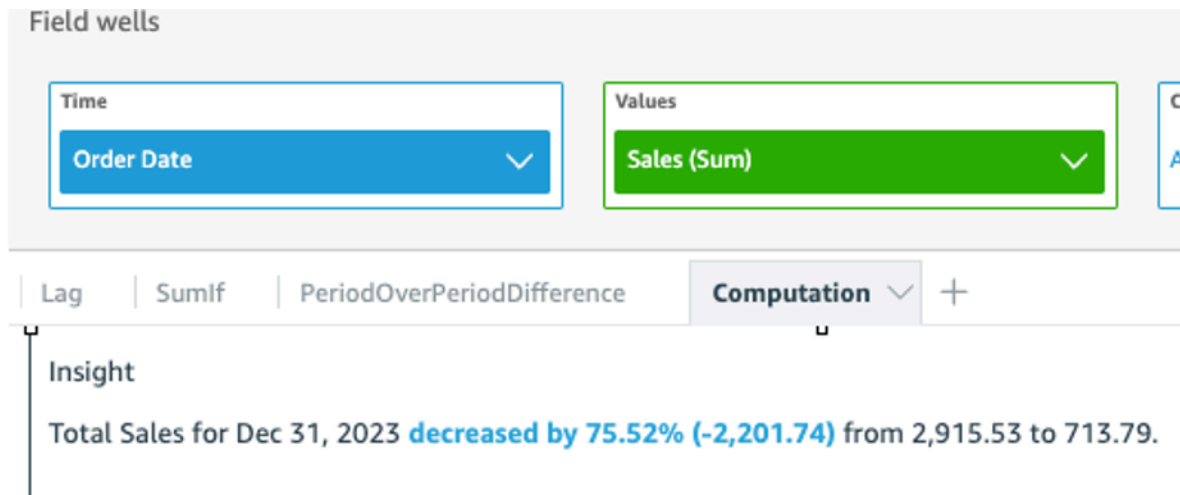 Field wells
Time
Values
Order Date
Sales (Sum)
Lag
SumIf
PeriodOverPeriodDifference
Computation
Insight
Total Sales for Dec 31, 2023 decreased by 75.52% (-2,201.74) from 2,915.53 to 713.79.